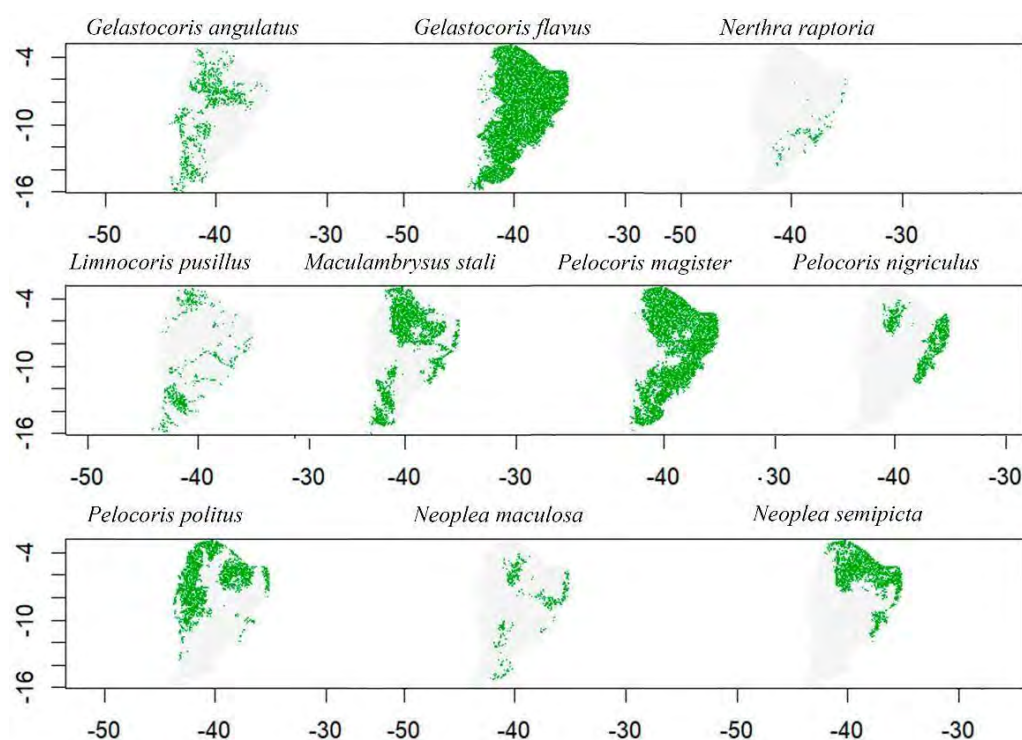 Gelastocoris angulatus Gelastocoris flavus Nerthra raptoria
-4
-10
-16
-50 -40 -30 -50 -40 -50 -40 -30
Limnocoris pusillus Maculambrysus stali Pelocoris magister Pelocoris nigriculus
-4
-10
-16
-50 -40 -30 -40 -30 -40 -30 -40 -30
Pelocoris politus Neoplea maculosa Neoplea semipicta
-4
-10
-16
-50 -40 -30 -50 -40 -30 -50 -40 -30